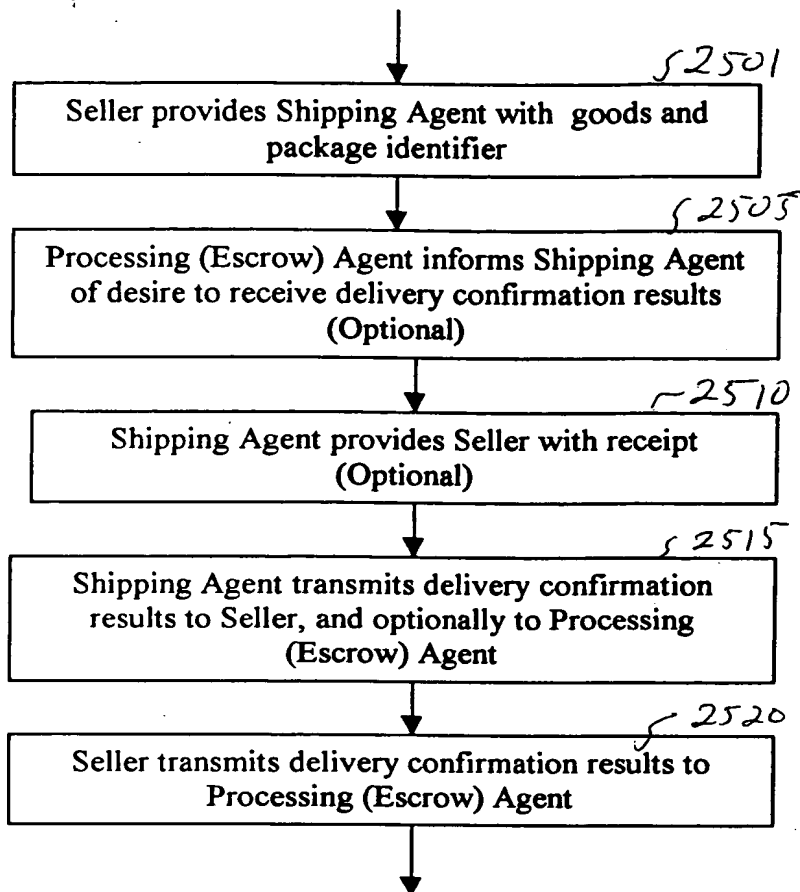 2501
Seller provides Shipping Agent with goods and
package identifier
2505
Processing (Escrow) Agent informs Shipping Agent
of desire to receive delivery confirmation results
(Optional)
2510
Shipping Agent provides Seller with receipt
(Optional)
2515
Shipping Agent transmits delivery confirmation
results to Seller, and optionally to Processing
(Escrow) Agent
2520
Seller transmits delivery confirmation results to
Processing (Escrow) Agent